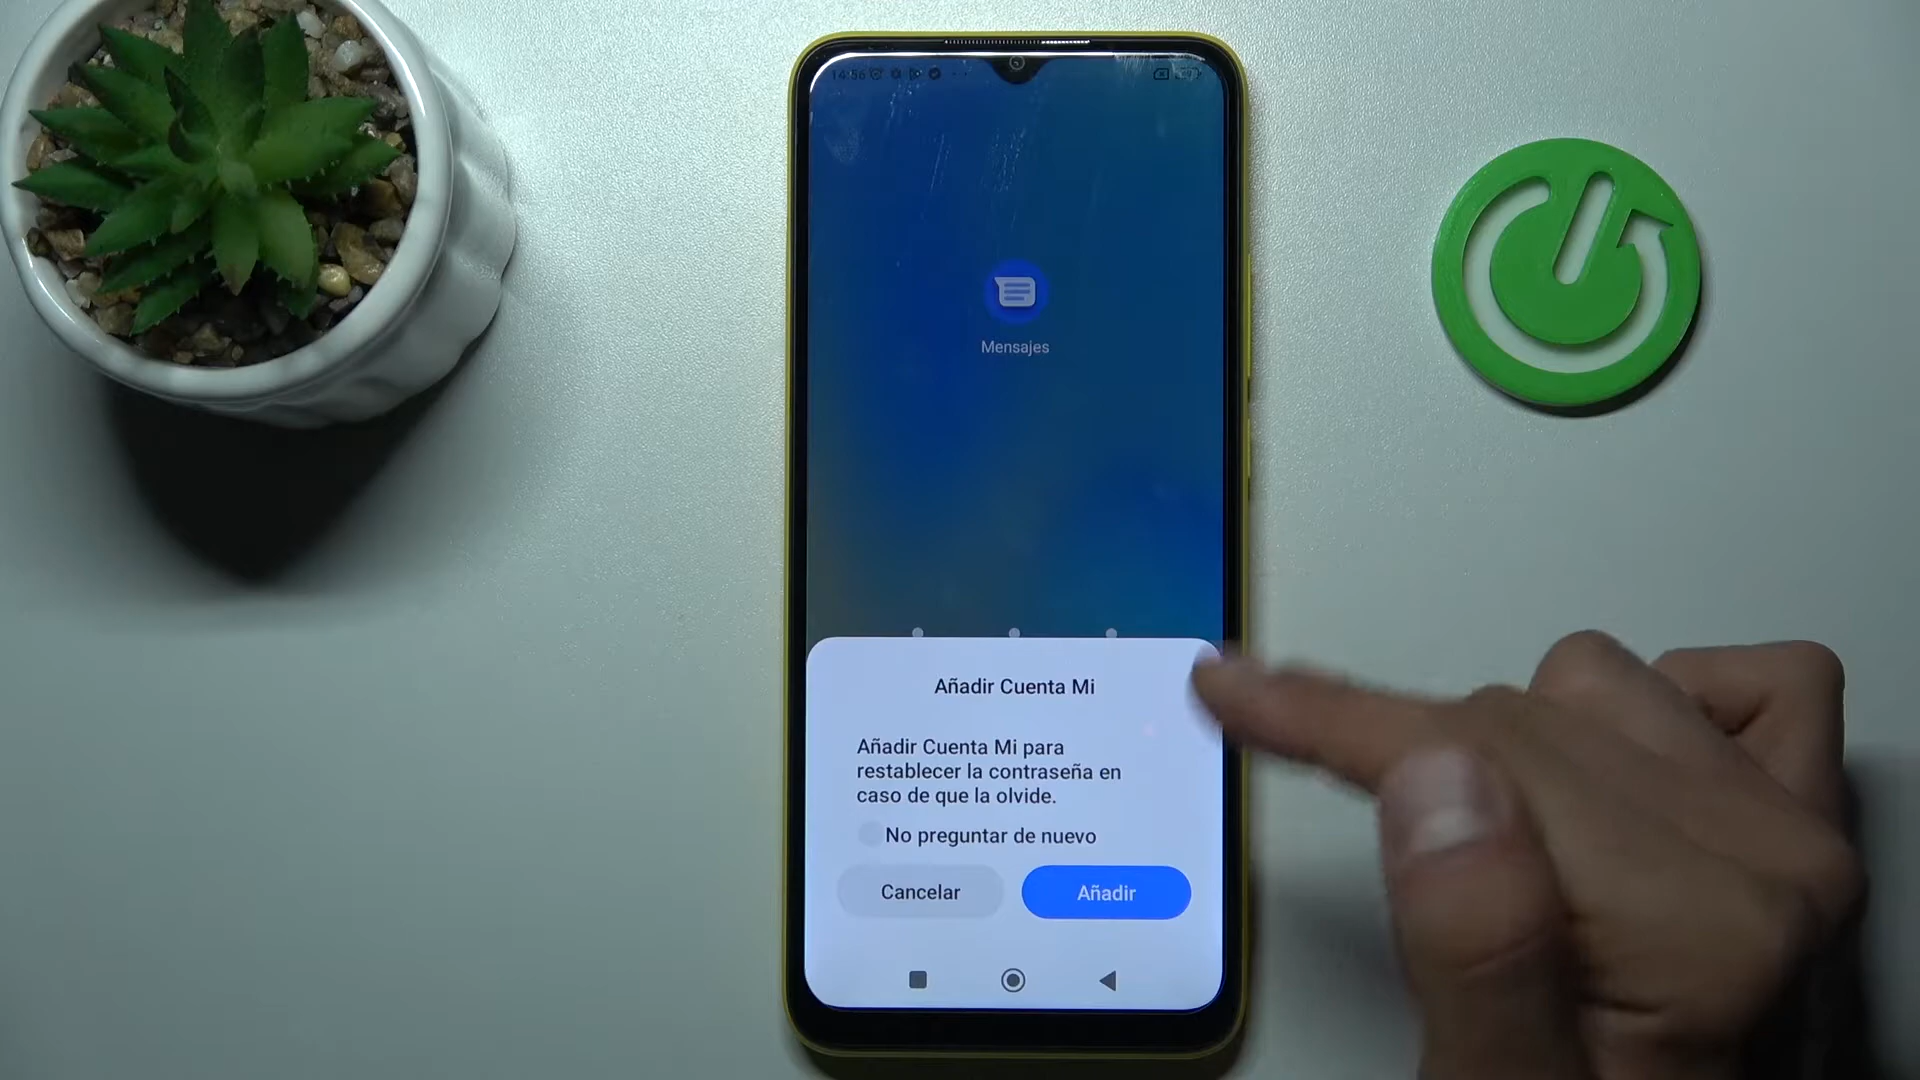 14:56
Mensajes
Añadir Cuenta Mi
Añadir Cuenta Mi para
restablecer la contraseña en
caso de que la olvide.
No preguntar de nuevo
Cancelar
Añadir